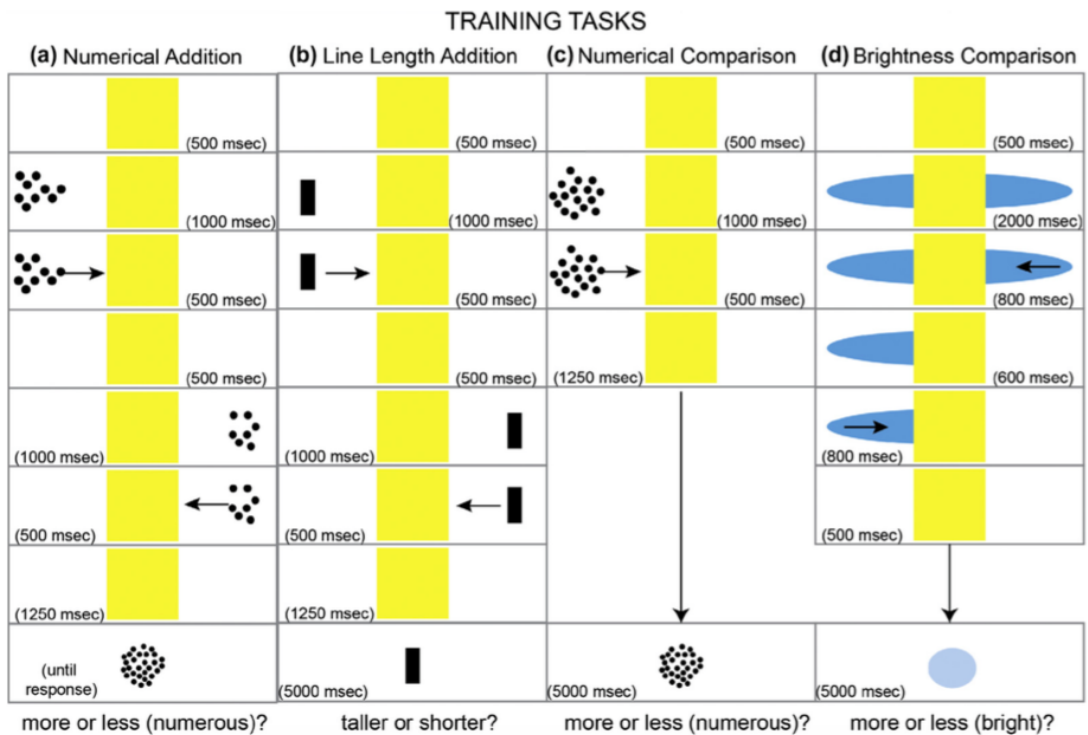 TRAINING TASKS
(a) Numerical Addition
(b) Line Length Addition
(c) Numerical Comparison
(d) Brightness Comparison
(500 msec)
(500 msec)
(500 msec)
(500 msec)
(1000 msec)
(1000 msec)
(1000 msec)
(2000 msec)
(500 msec)
(500 msec)
(500 msec)
(800 msec)
(500 msec)
(500 msec)
(1250 msec)
(600 msec)
(1000 msec)
(1000 msec)
(800 msec)
(500 msec)
(500 msec)
(500 msec)
(1250 msec)
(1250 msec)
(until
response)
(5000 msec)
(5000 msec)
(5000 msec)
more or less (numerous)?
taller or shorter?
more or less (numerous)?
more or less (bright)?